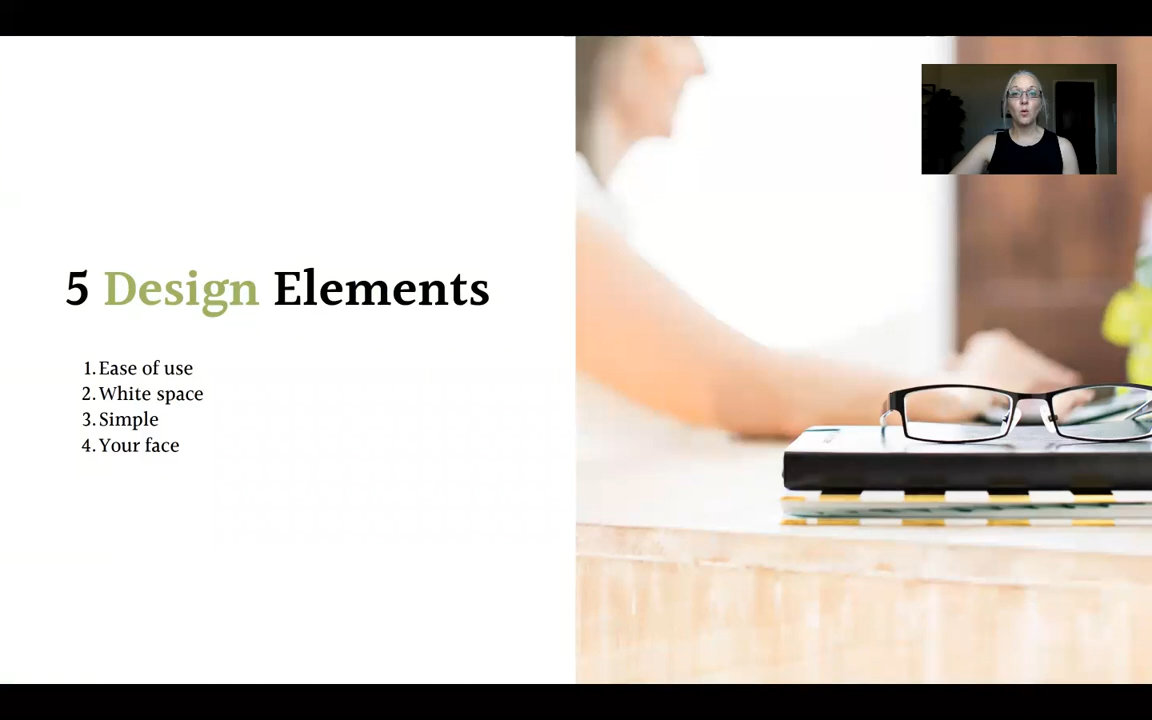 5 Design Elements
1. Ease of use
2. White space
3. Simple
4. Your face